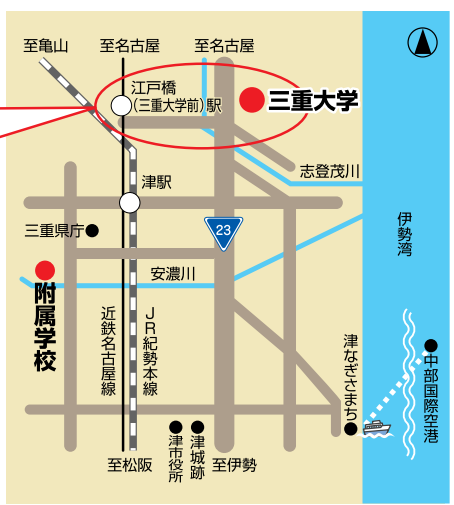 至亀山
至名古屋
至名古屋
江戸橋
(三重大学前)駅
三重大学
志登茂川
津駅
伊勢湾
三重県庁
23
安濃川
附属学校
近鉄名古屋線
JR紀勢本線
津なぎさまち
中部国際空港
至松阪
津市役所
津城跡
至伊勢